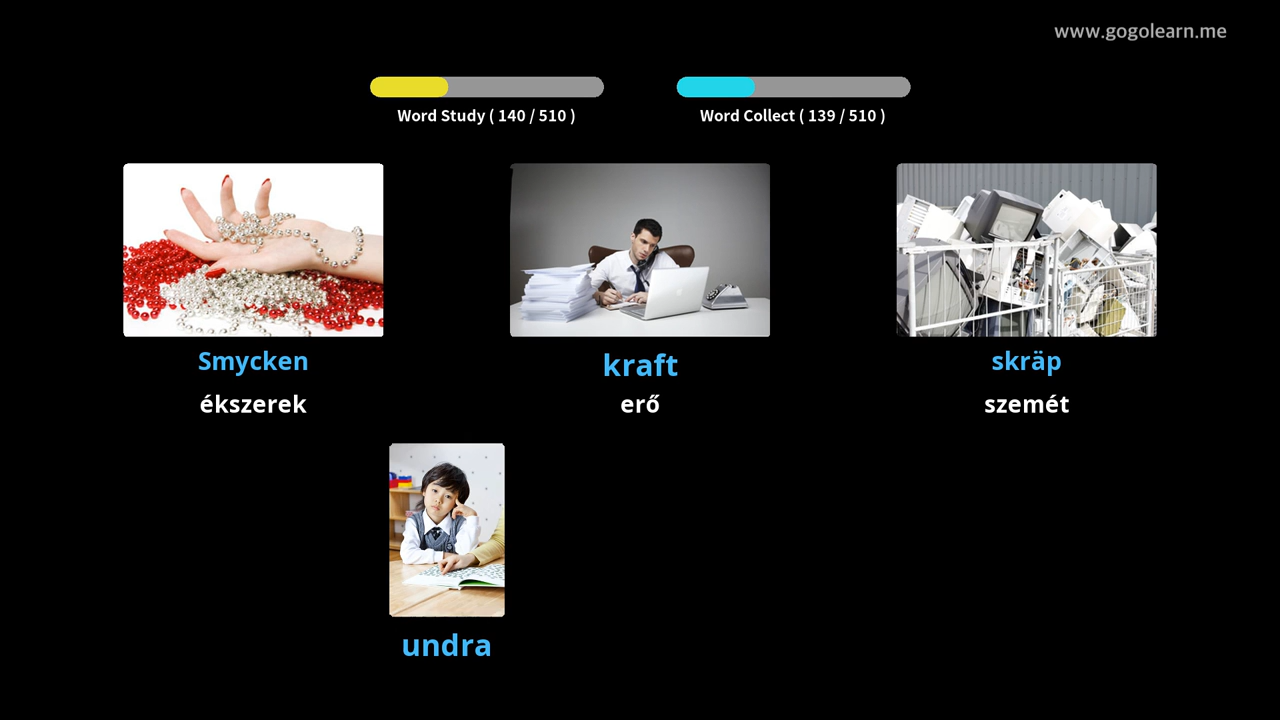 www.gogolearn.me
Word Study ( 140 / 510 )
Word Collect ( 139 / 510 )
Smycken
kraft
skräp
ékszerek
erő
szemét
undra